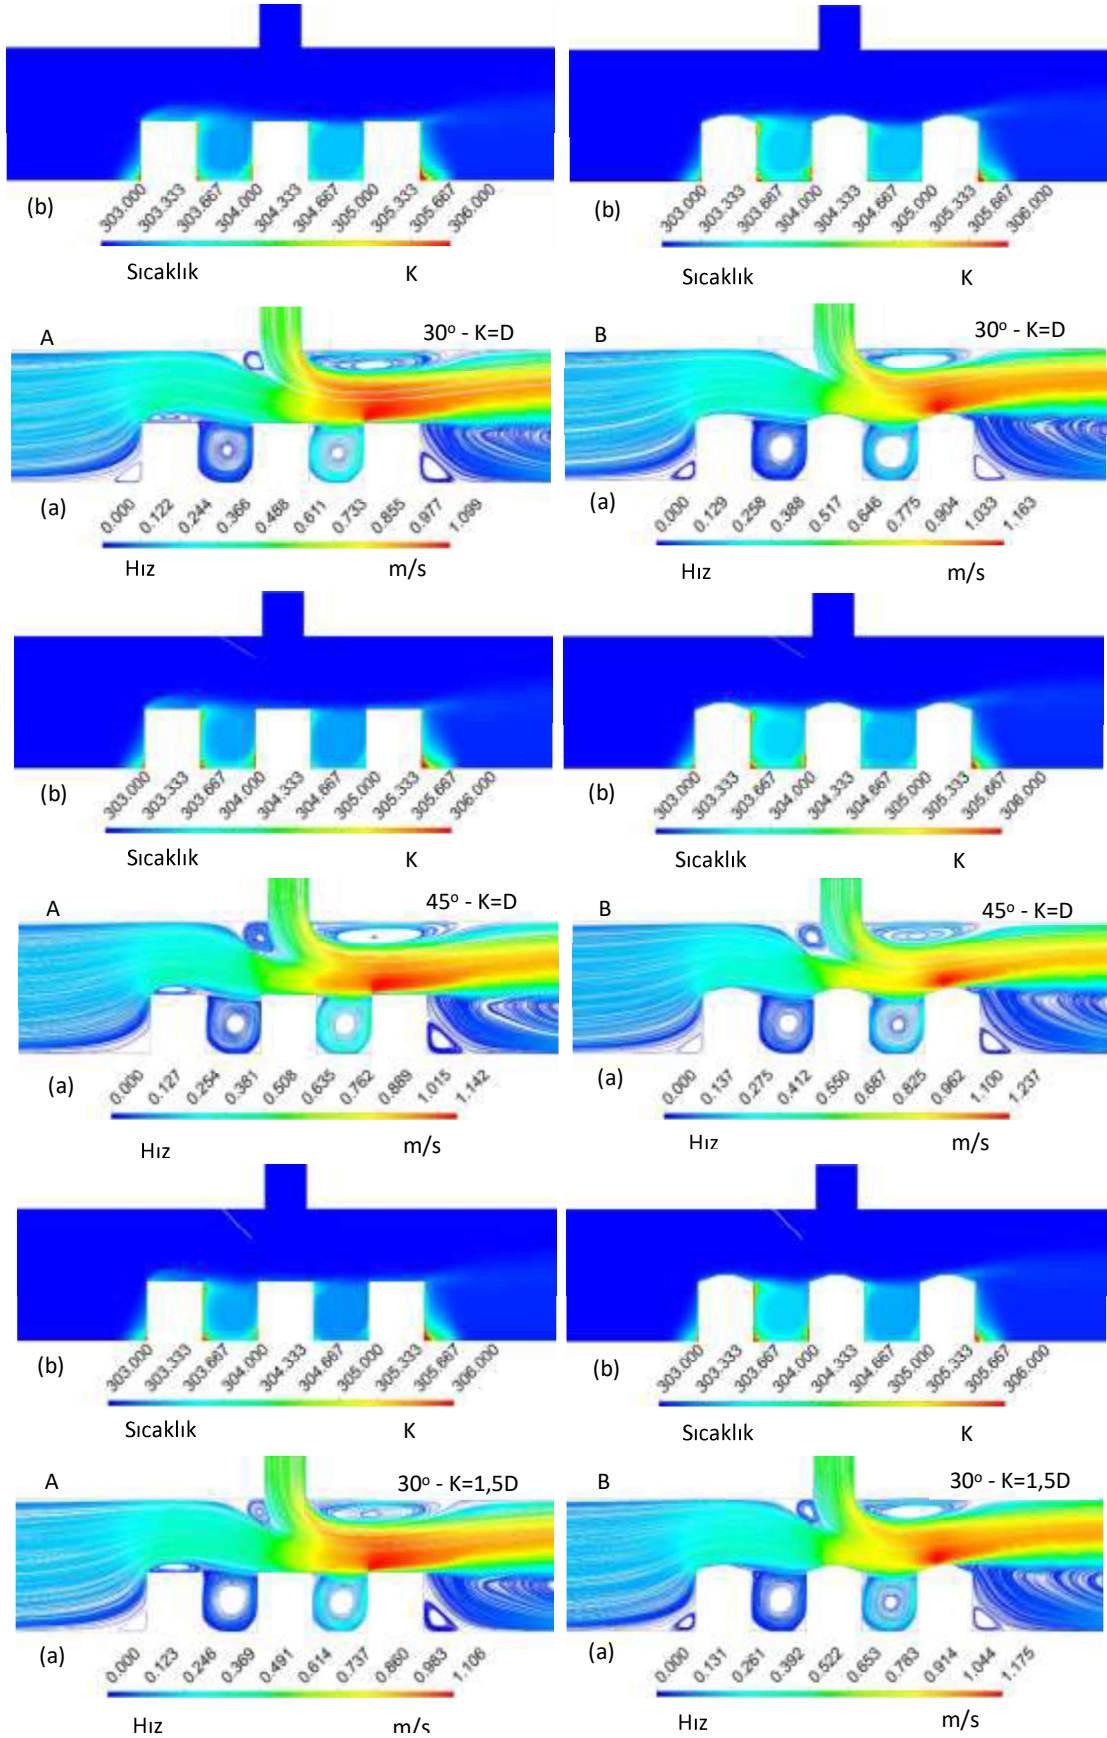 (b)
303.000 303.333 303.667 304.000 304.333 304.667 305.000 305.333 305.667 306.000
Sıcaklık K
(b)
303.000 303.333 303.667 304.000 304.333 304.667 305.000 305.333 305.667 306.000
Sıcaklık K
A 30º - K=D
(a)
0.000 0.122 0.244 0.366 0.488 0.611 0.733 0.855 0.977 1.099
Hız m/s
B 30º - K=D
(a)
0.000 0.129 0.258 0.388 0.517 0.646 0.775 0.904 1.033 1.163
Hız m/s
(b)
303.000 303.333 303.667 304.000 304.333 304.667 305.000 305.333 305.667 306.000
Sıcaklık K
(b)
303.000 303.333 303.667 304.000 304.333 304.667 305.000 305.333 305.667 306.000
Sıcaklık K
A 45º - K=D
(a)
0.000 0.127 0.254 0.381 0.508 0.635 0.762 0.889 1.015 1.142
Hız m/s
B 45º - K=D
(a)
0.000 0.137 0.275 0.412 0.550 0.687 0.825 0.962 1.100 1.237
Hız m/s
(b)
303.000 303.333 303.667 304.000 304.333 304.667 305.000 305.333 305.667 306.000
Sıcaklık K
(b)
303.000 303.333 303.667 304.000 304.333 304.667 305.000 305.333 305.667 306.000
Sıcaklık K
A 30º - K=1,5D
(a)
0.000 0.123 0.246 0.369 0.491 0.614 0.737 0.860 0.983 1.106
Hız m/s
B 30º - K=1,5D
(a)
0.000 0.131 0.261 0.392 0.522 0.653 0.783 0.914 1.044 1.175
Hız m/s